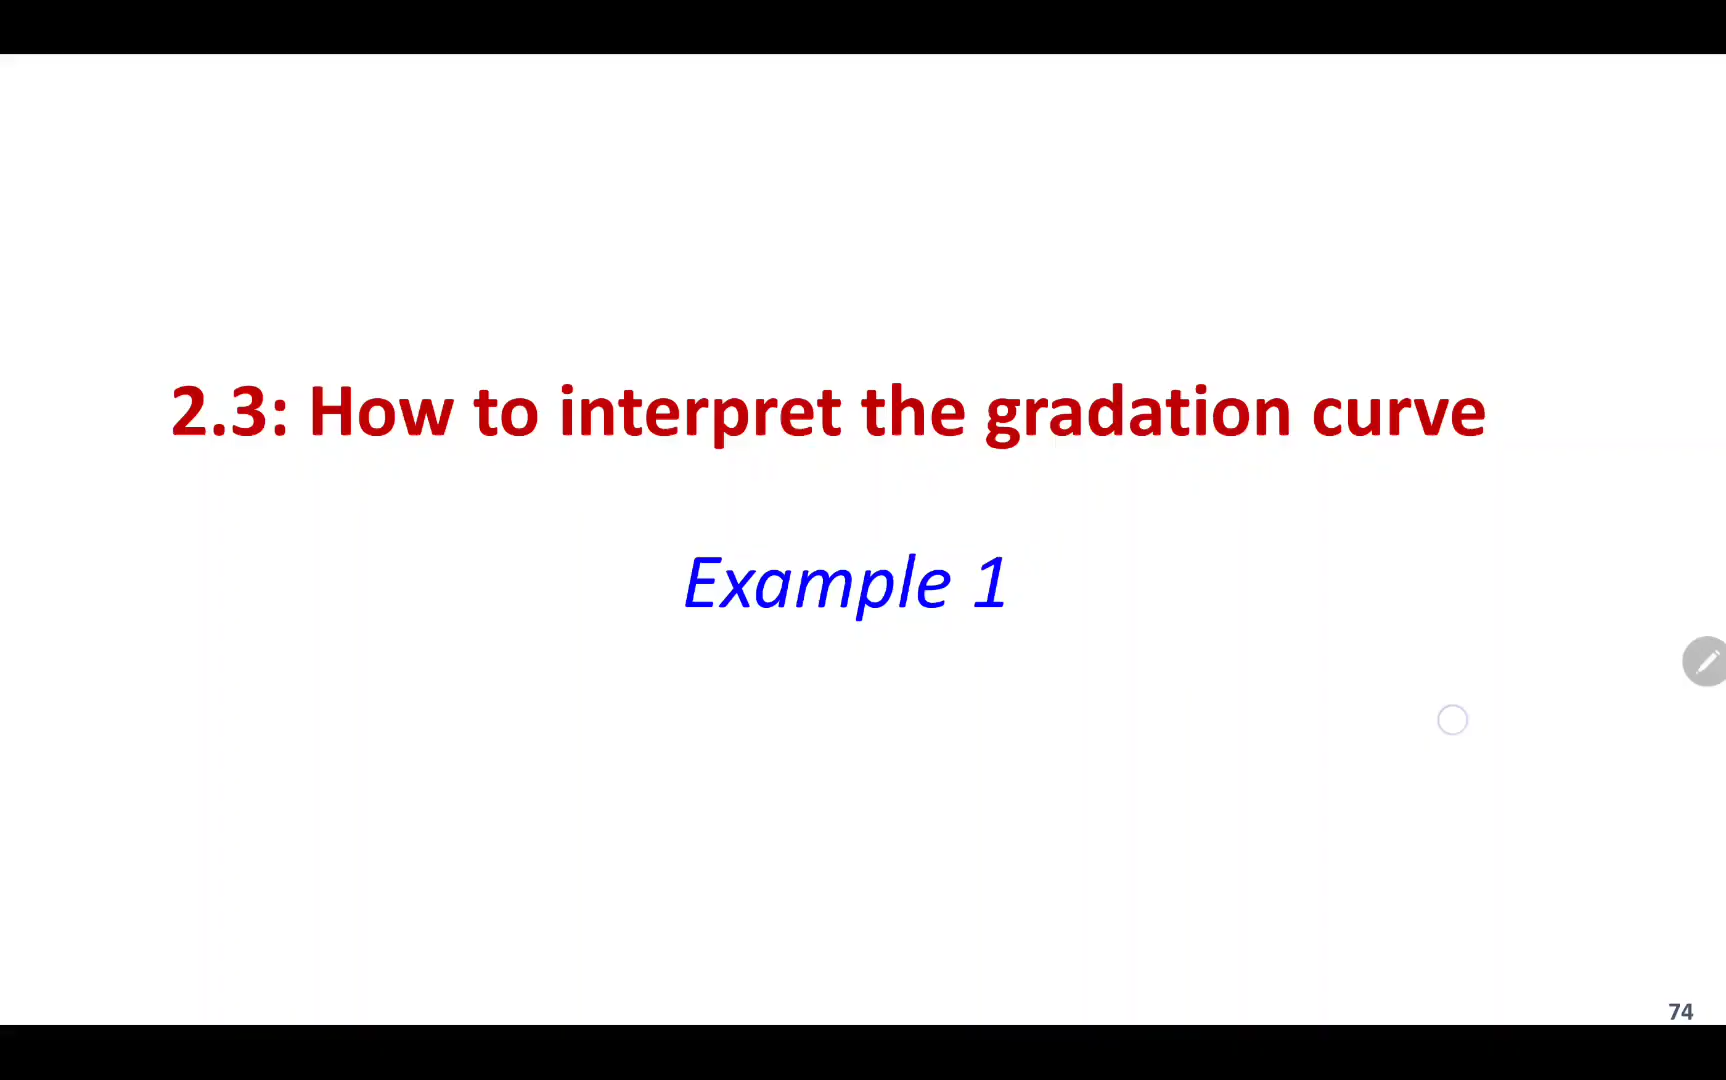 2.3: How to interpret the gradation curve
Example 1
74